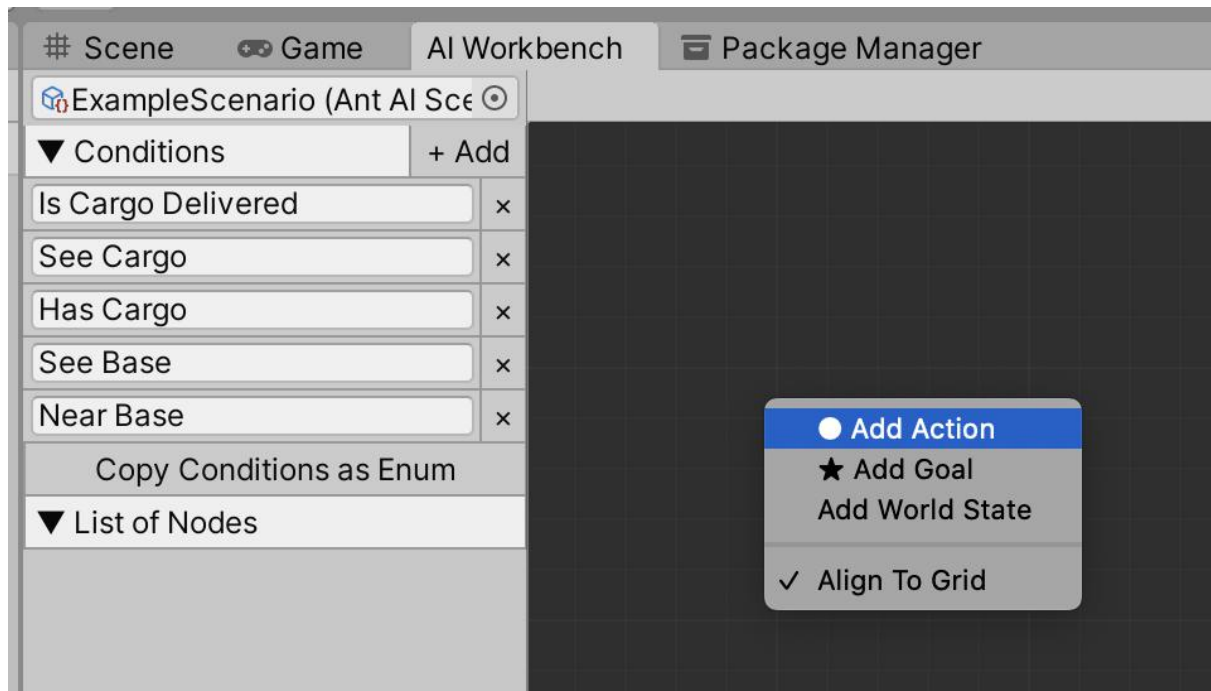 Scene Game AI Workbench Package Manager
ExampleScenario (Ant AI Sce
Conditions + Add
Is Cargo Delivered ×
See Cargo ×
Has Cargo ×
See Base ×
Near Base ×
Copy Conditions as Enum
List of Nodes
Add Action
Add Goal
Add World State
✓ Align To Grid